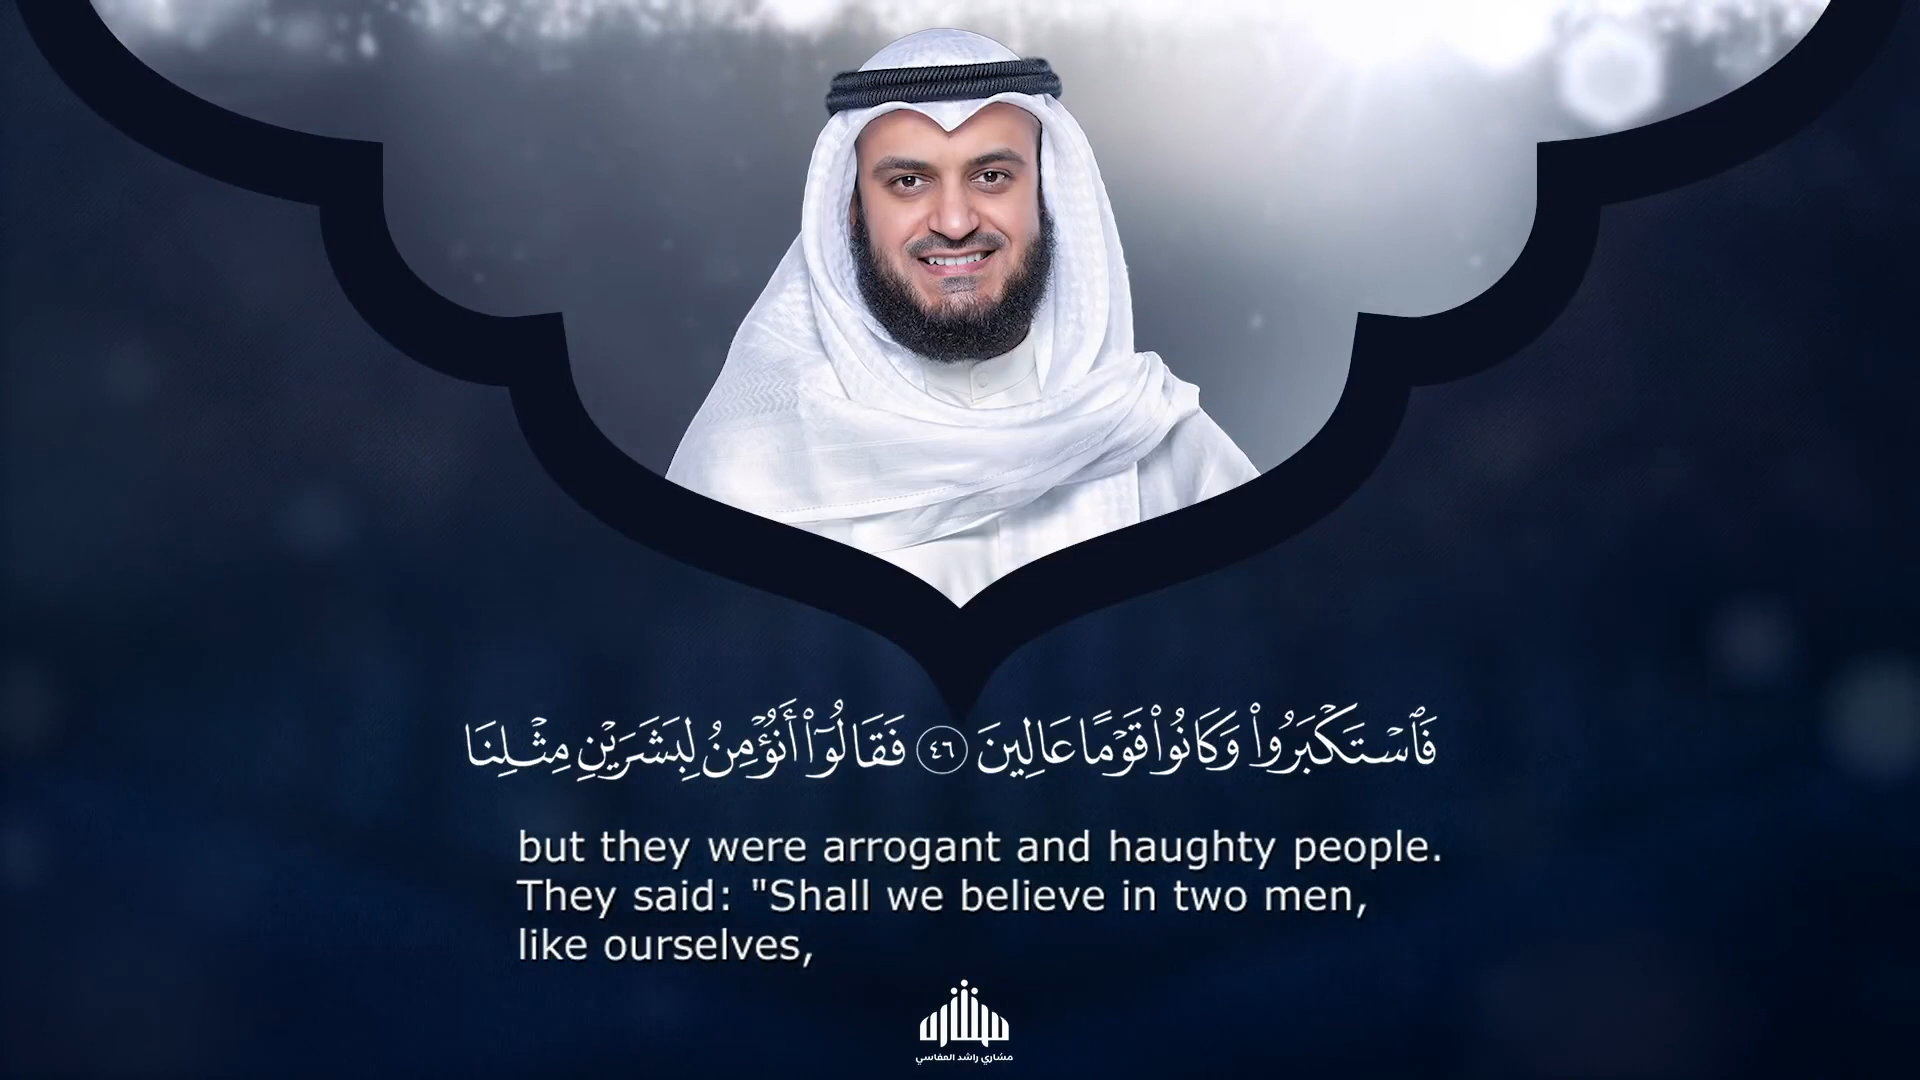 فَٱسْتَكْبَرُوا۟ وَكَانُوا۟ قَوْمًا عَالِينَ ٤٦ فَقَالُوٓا۟ أَنُؤْمِنُ لِبَشَرَيْنِ مِثْلِنَا
but they were arrogant and haughty people.
They said: "Shall we believe in two men,
like ourselves,
مشاري
مشاري راشد العفاسي